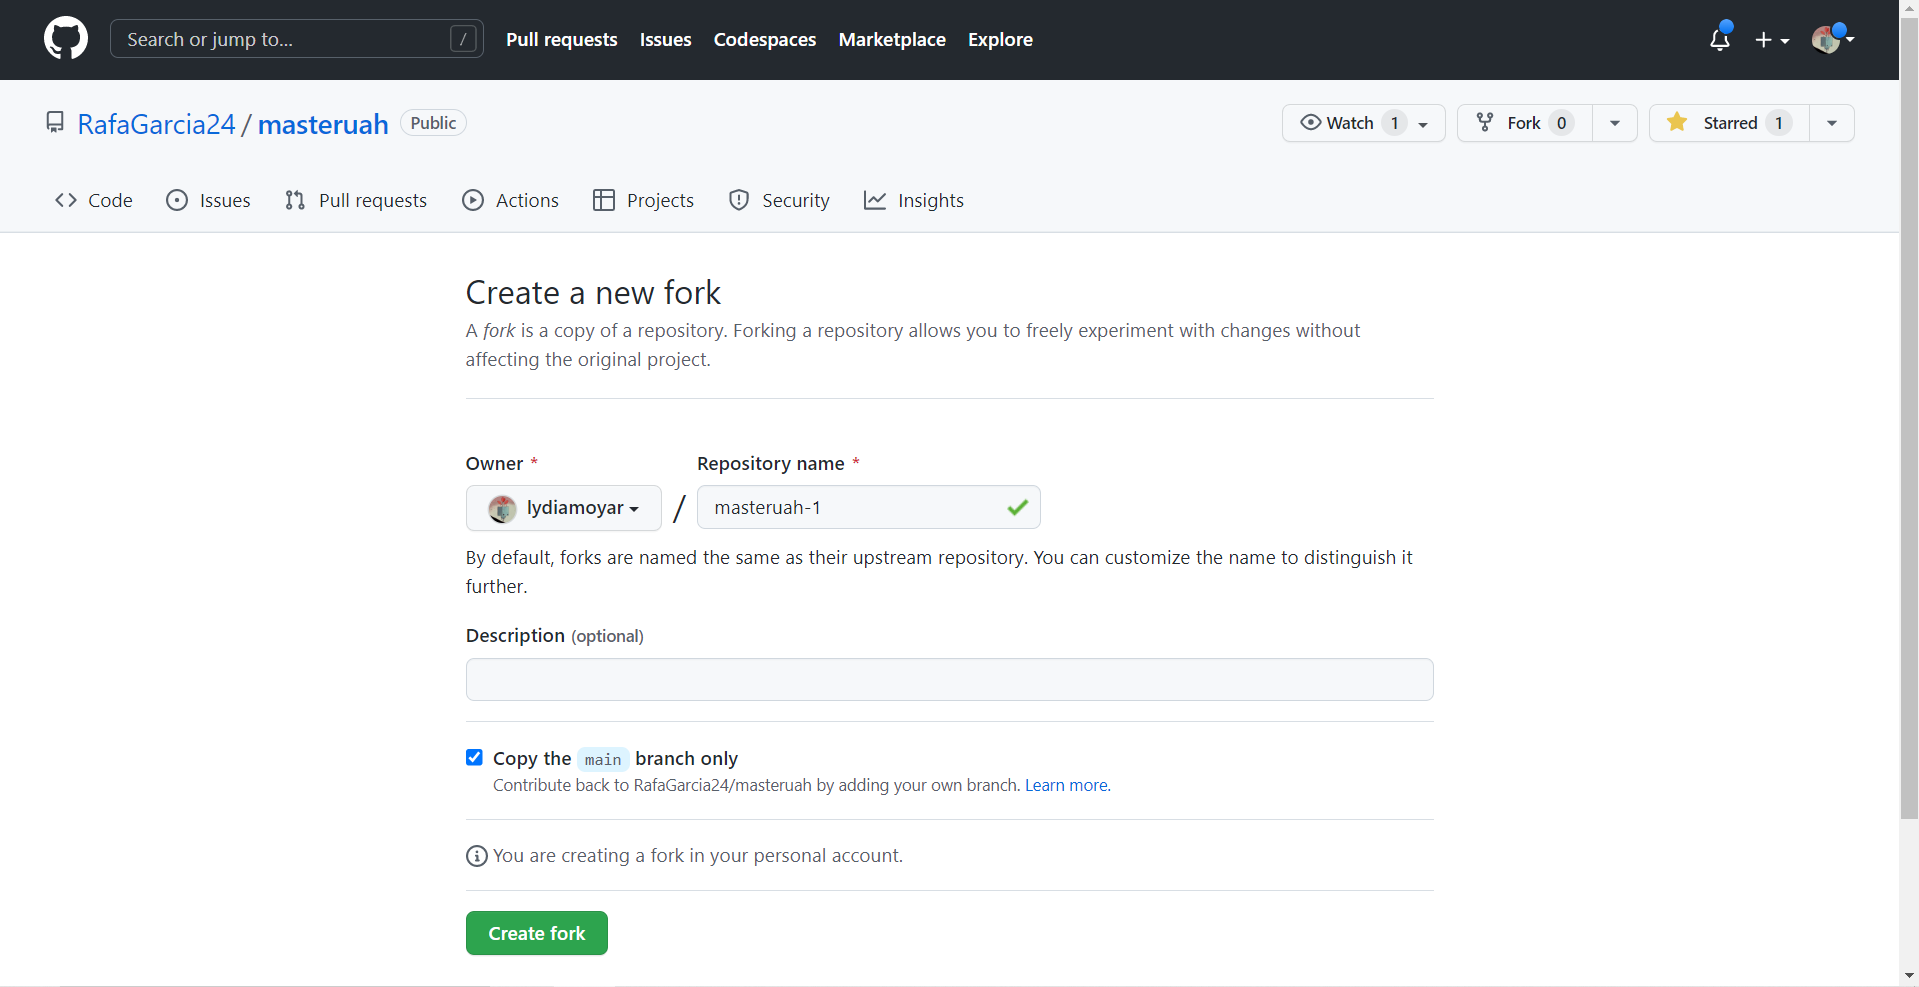 Search or jump to... / Pull requests Issues Codespaces Marketplace Explore
RafaGarcia24 / masteruah Public Watch 1 Fork 0 Starred 1
Code Issues Pull requests Actions Projects Security Insights
Create a new fork
A fork is a copy of a repository. Forking a repository allows you to freely experiment with changes without
affecting the original project.
Owner * Repository name *
lydiamoyar / masteruah-1
By default, forks are named the same as their upstream repository. You can customize the name to distinguish it
further.
Description (optional)
Copy the main branch only
Contribute back to RafaGarcia24/masteruah by adding your own branch. Learn more.
You are creating a fork in your personal account.
Create fork